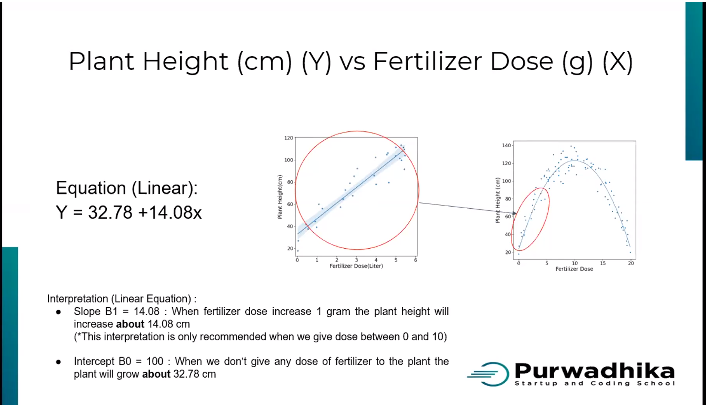 Plant Height (cm) (Y) vs Fertilizer Dose (g) (X)
Equation (Linear):
Y = 32.78 +14.08x
120
100
80
60
40
20
Plant Height(cm)
0 1 2 3 4 5 6
Fertilizer Dose(Liter)
140
120
100
80
60
40
20
Plant Height (cm)
0 5 10 15 20
Fertilizer Dose
Interpretation (Linear Equation) :
• Slope B1 = 14.08 : When fertilizer dose increase 1 gram the plant height will
increase about 14.08 cm
(*This interpretation is only recommended when we give dose between 0 and 10)
• Intercept B0 = 100 : When we don't give any dose of fertilizer to the plant the
plant will grow about 32.78 cm
Purwadhika
Startup and Coding School